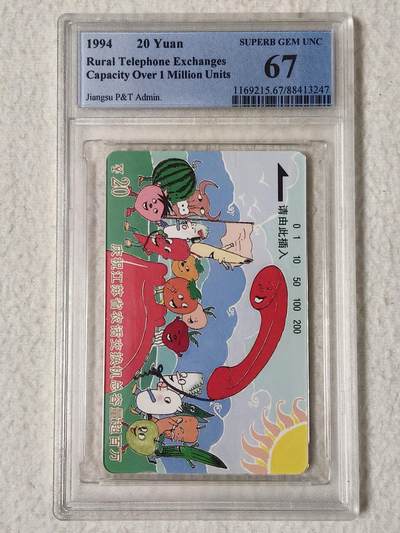 1994 20 Yuan
Rural Telephone Exchanges
Capacity Over 1 Million Units
Jiangsu P&T Admin.
SUPERB GEM UNC
67
1169215.67/88413247
¥20
请由此插入
0 1 10 50 100 200
庆祝江苏省农话交换机总容量超百万